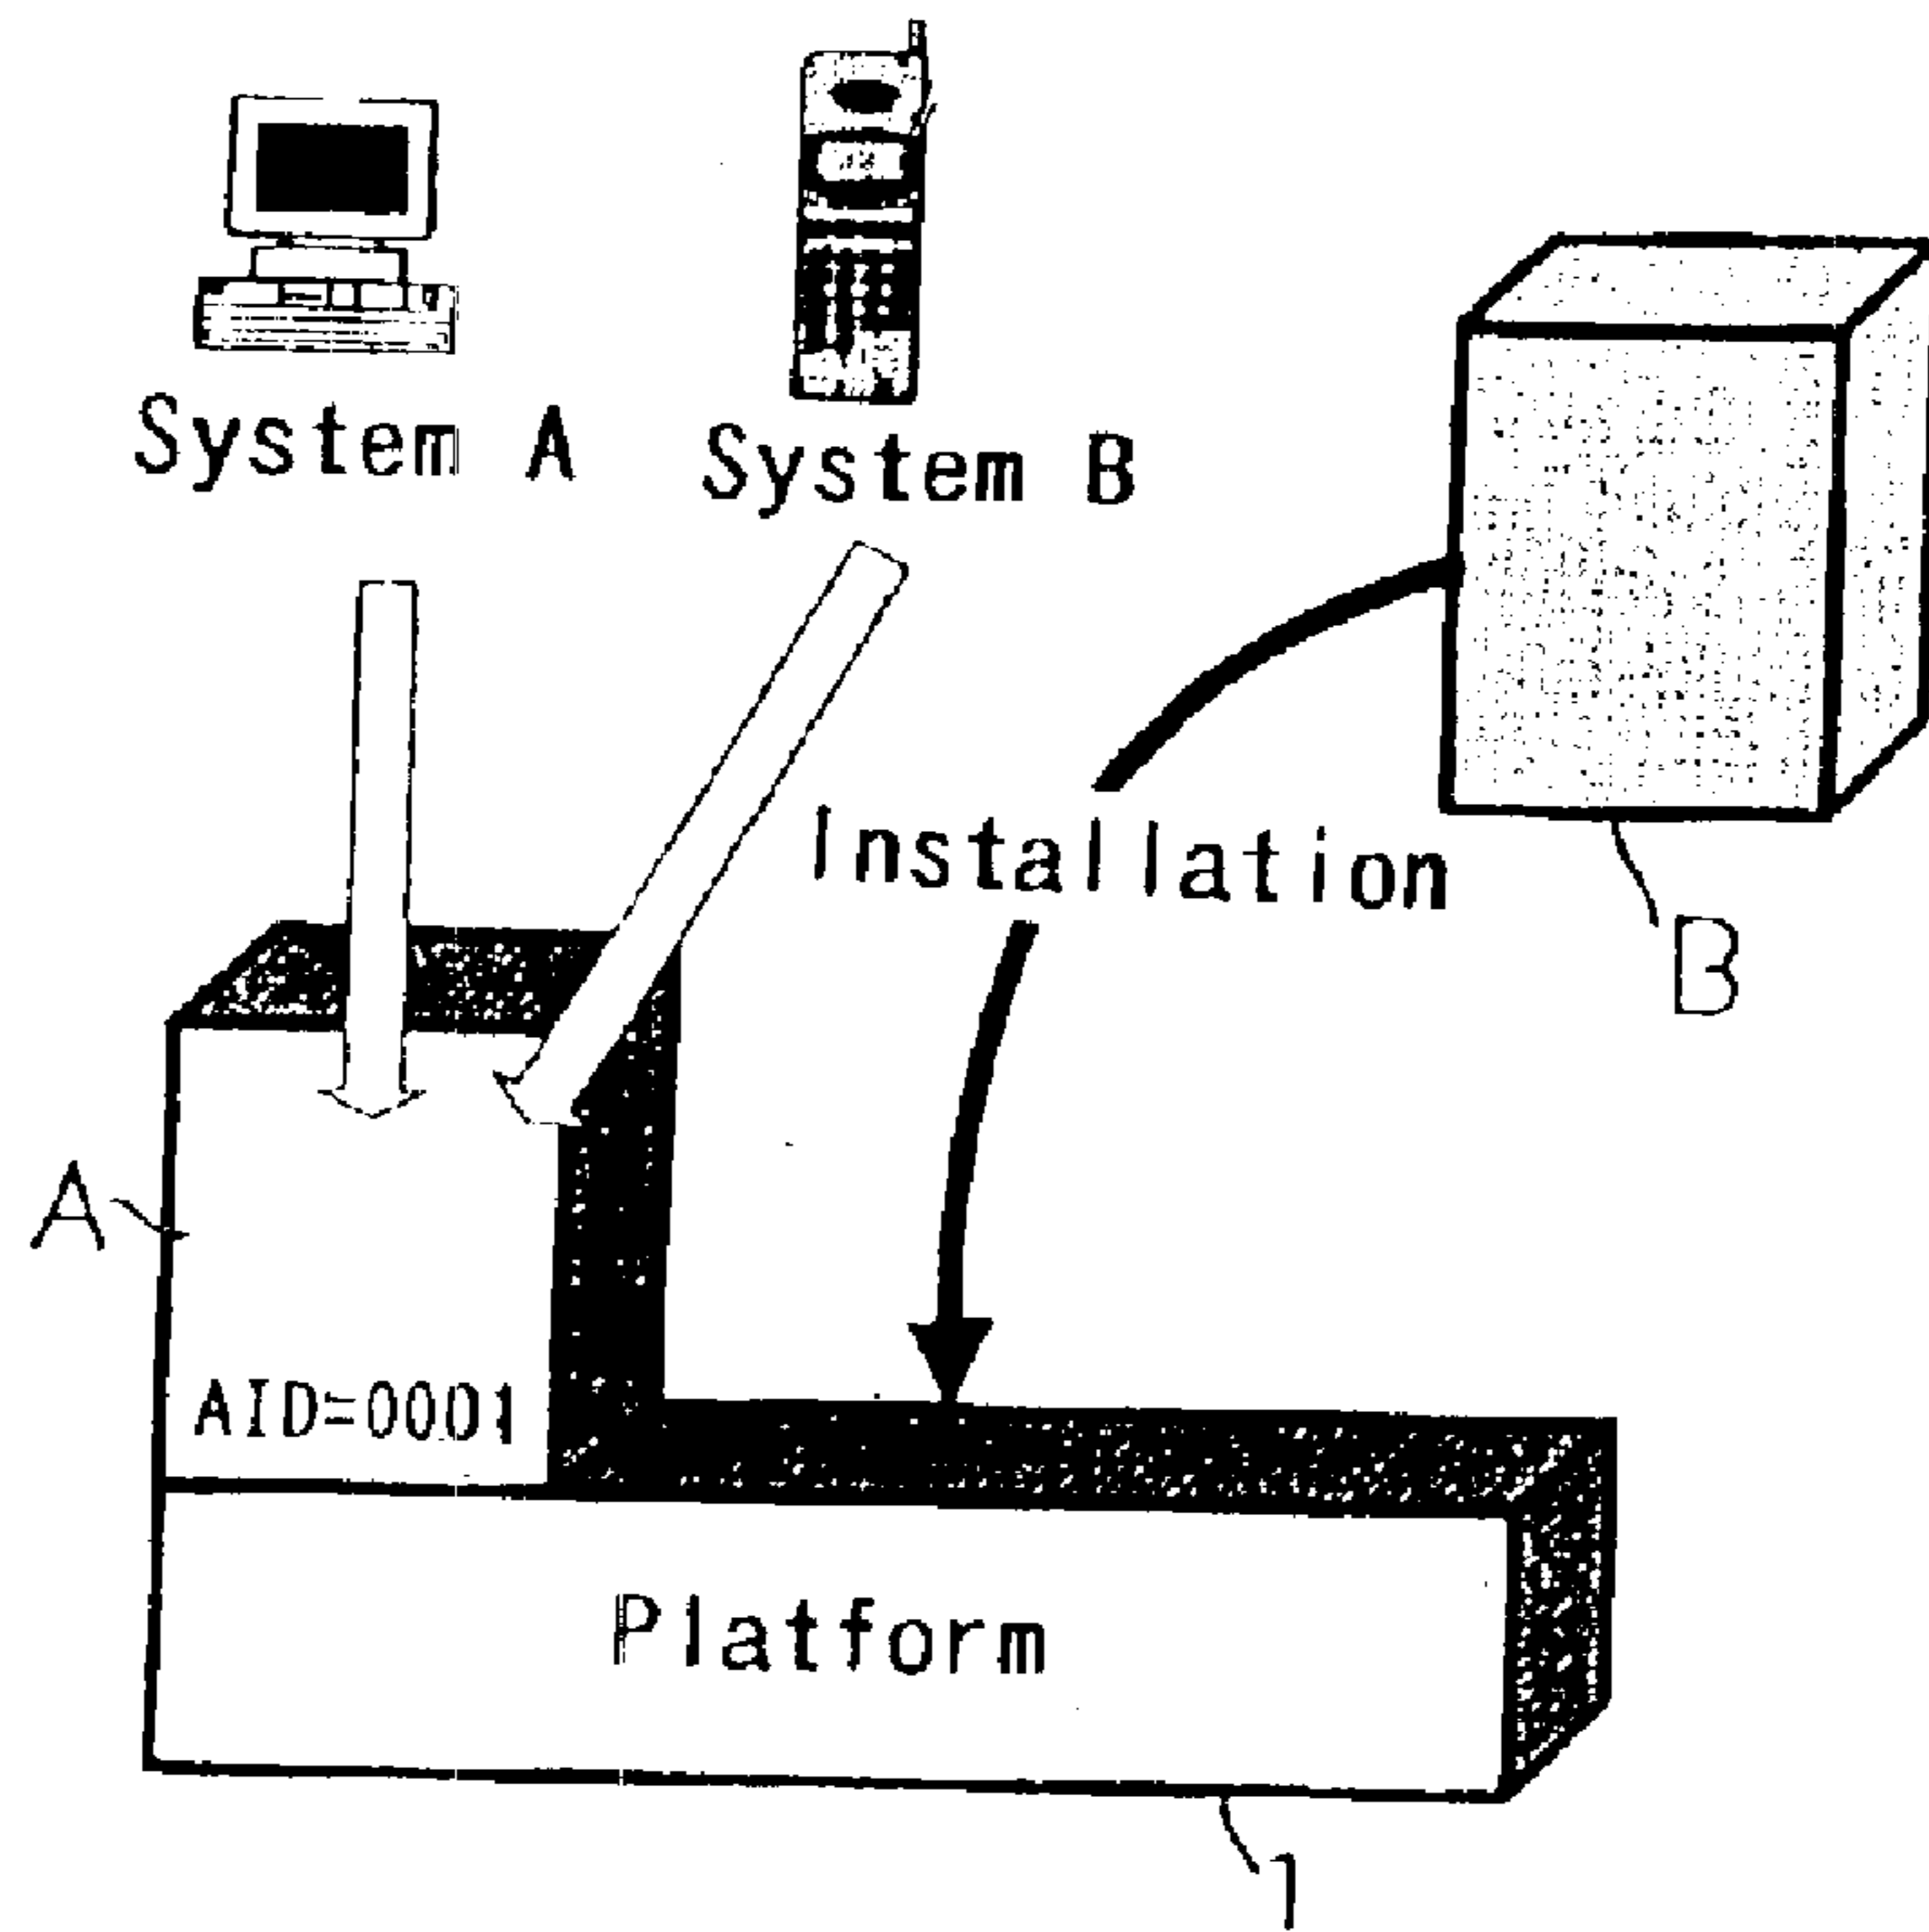 System A
System B
Installation
B
A
AID=0001
Platform
1